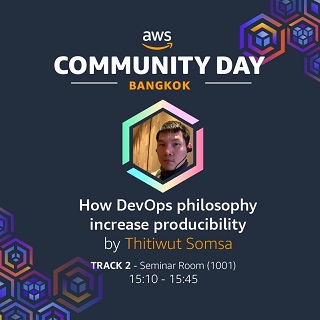 aws
COMMUNITY DAY
BANGKOK
How DevOps philosophy
increase producibility
by Thitiwut Somsa
TRACK 2 - Seminar Room (1001)
15:10 - 15:45